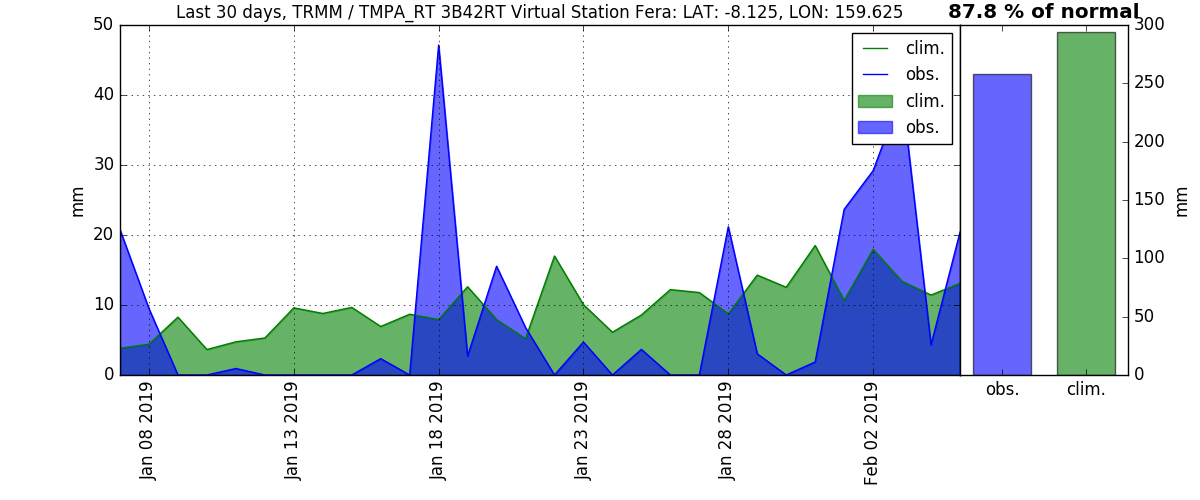 Last 30 days, TRMM / TMPA_RT 3B42RT Virtual Station Fera: LAT: -8.125, LON: 159.625
87.8 % of normal
50
40
30
20
10
0
mm
clim.
obs.
clim.
obs.
Jan 08 2019
Jan 13 2019
Jan 18 2019
Jan 23 2019
Jan 28 2019
Feb 02 2019
300
250
200
150
100
50
0
mm
obs.
clim.